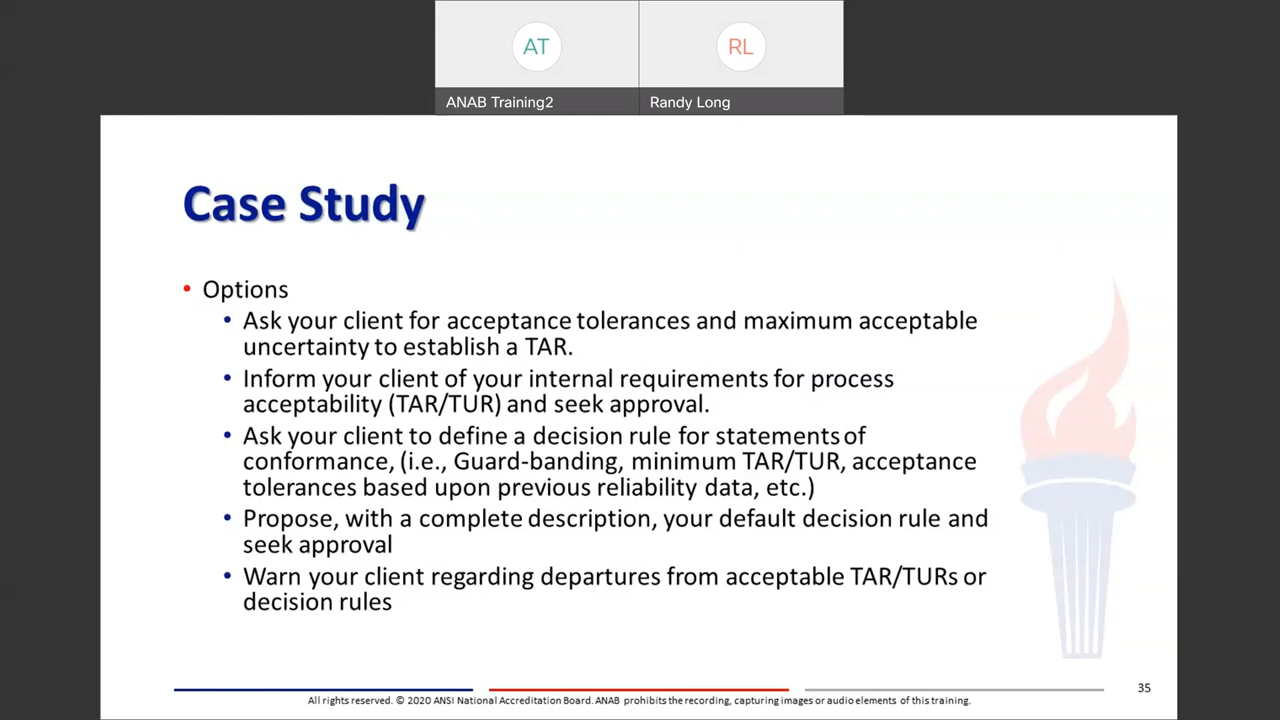 AT
RL
ANAB Training2
Randy Long
Case Study
• Options
• Ask your client for acceptance tolerances and maximum acceptable
uncertainty to establish a TAR.
• Inform your client of your internal requirements for process
acceptability (TAR/TUR) and seek approval.
• Ask your client to define a decision rule for statements of
conformance, (i.e., Guard-banding, minimum TAR/TUR, acceptance
tolerances based upon previous reliability data, etc.)
• Propose, with a complete description, your default decision rule and
seek approval
• Warn your client regarding departures from acceptable TAR/TURs or
decision rules
35
All rights reserved. © 2020 ANSI National Accreditation Board. ANAB prohibits the recording, capturing images or audio elements of this training.